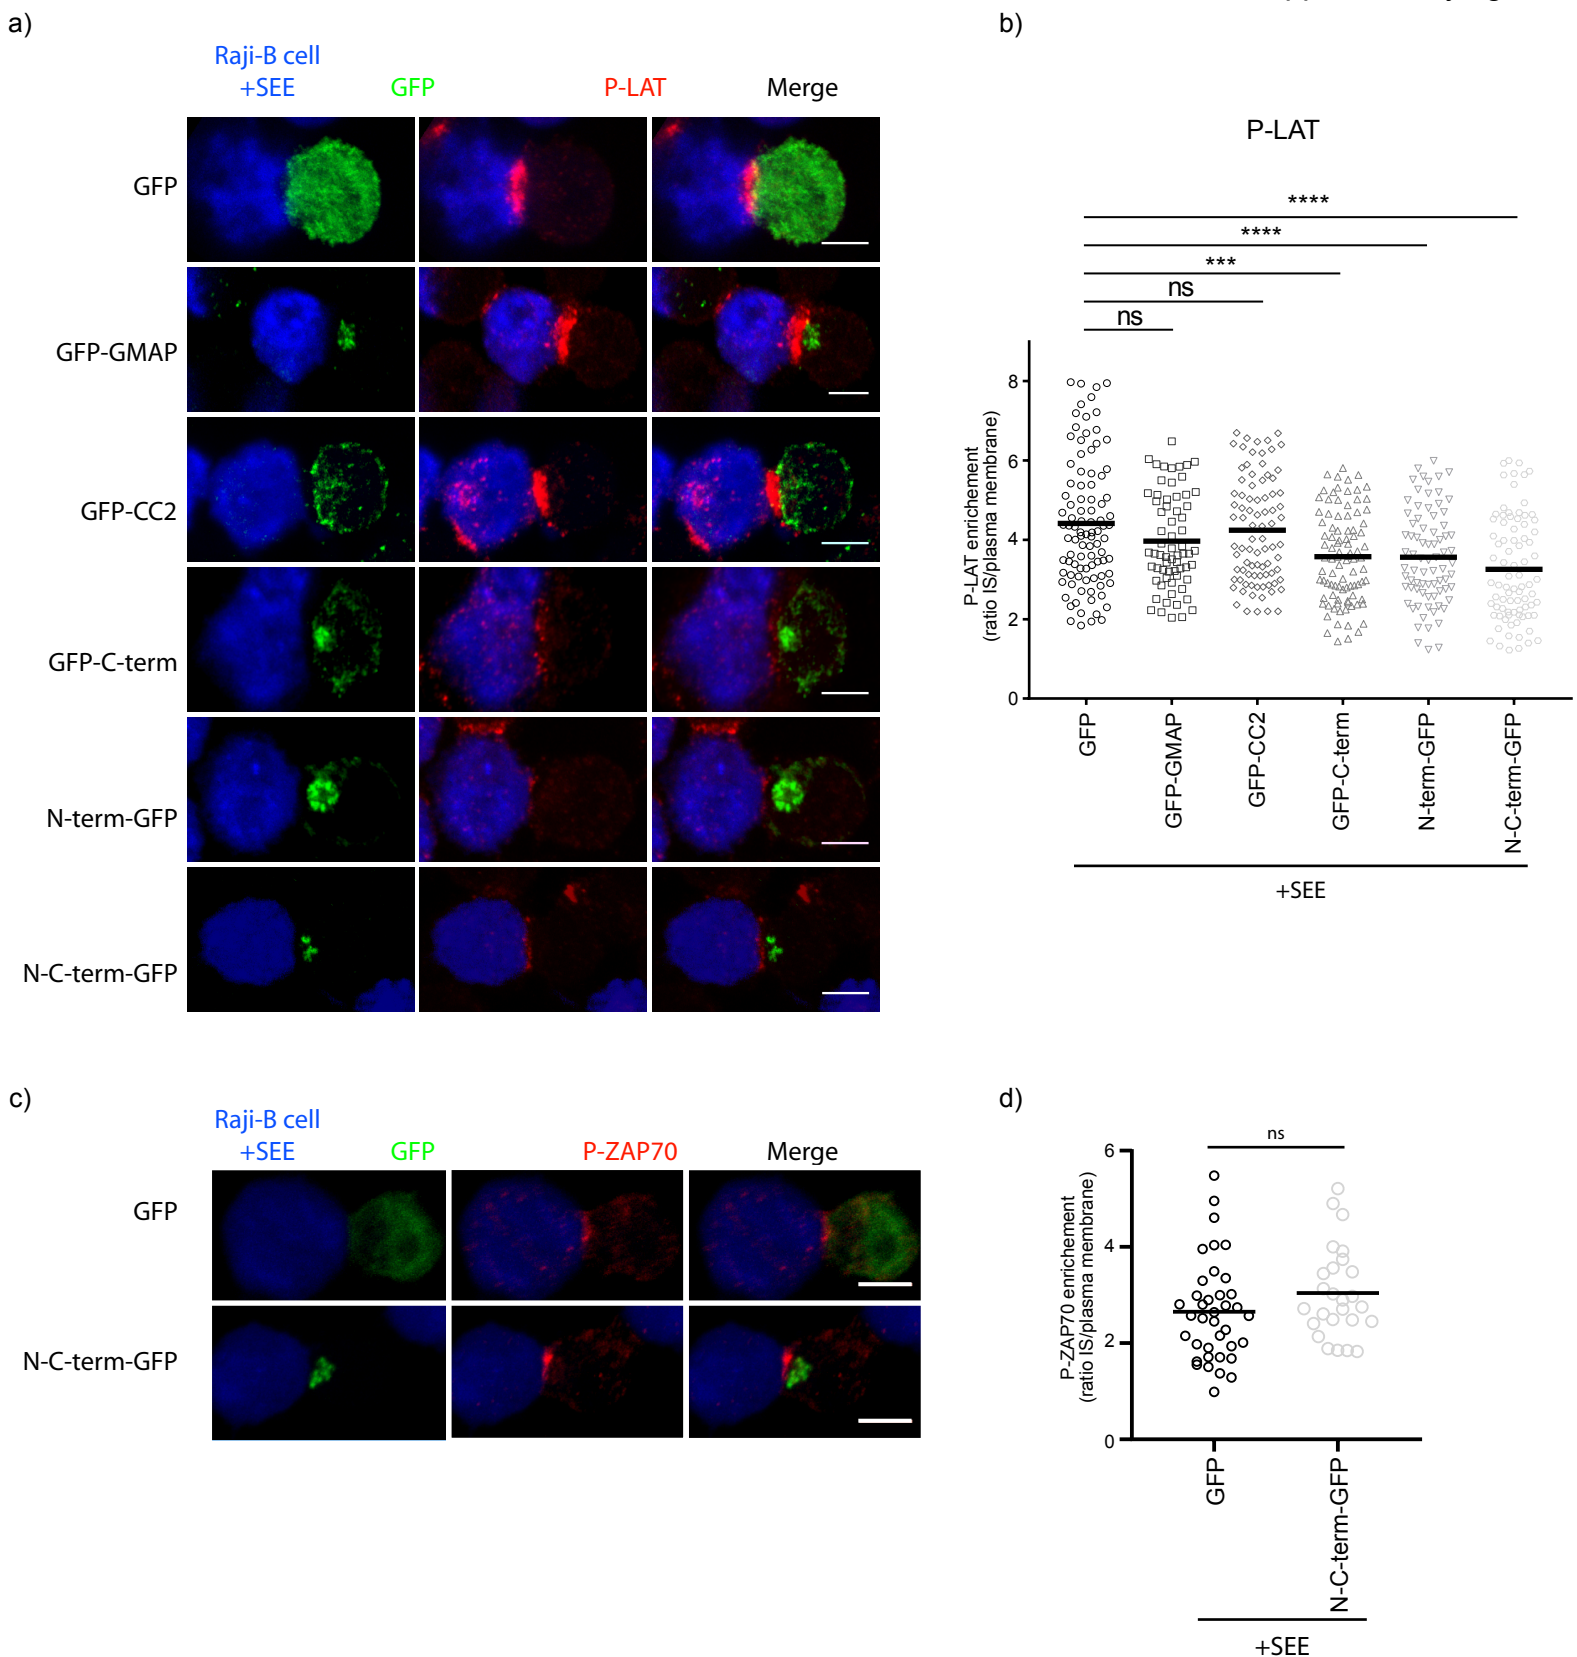 a)
Raji-B cell
+SEE GFP P-LAT Merge
GFP
GFP-GMAP
GFP-CC2
GFP-C-term
N-term-GFP
N-C-term-GFP
b)
P-LAT
****
****
***
ns
ns
P-LAT enrichement
(ratio IS/plasma membrane)
8
6
4
2
0
GFP
GFP-GMAP
GFP-CC2
GFP-C-term
N-term-GFP
N-C-term-GFP
+SEE
c)
Raji-B cell
+SEE GFP P-ZAP70 Merge
GFP
N-C-term-GFP
d)
ns
P-ZAP70 enrichement
(ratio IS/plasma membrane)
6
4
2
0
GFP
N-C-term-GFP
+SEE